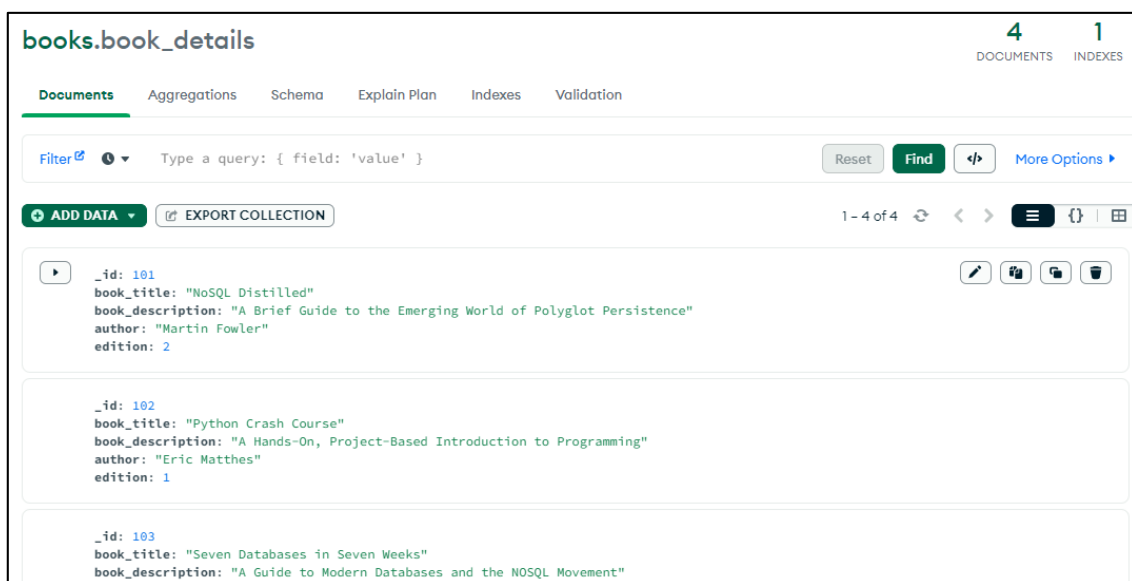 books.book_details
4
DOCUMENTS
1
INDEXES
Documents Aggregations Schema Explain Plan Indexes Validation
Filter Type a query: { field: 'value' } Reset Find </> More Options
ADD DATA EXPORT COLLECTION 1 – 4 of 4 {}
_id: 101
book_title: "NoSQL Distilled"
book_description: "A Brief Guide to the Emerging World of Polyglot Persistence"
author: "Martin Fowler"
edition: 2
_id: 102
book_title: "Python Crash Course"
book_description: "A Hands-On, Project-Based Introduction to Programming"
author: "Eric Matthes"
edition: 1
_id: 103
book_title: "Seven Databases in Seven Weeks"
book_description: "A Guide to Modern Databases and the NOSQL Movement"